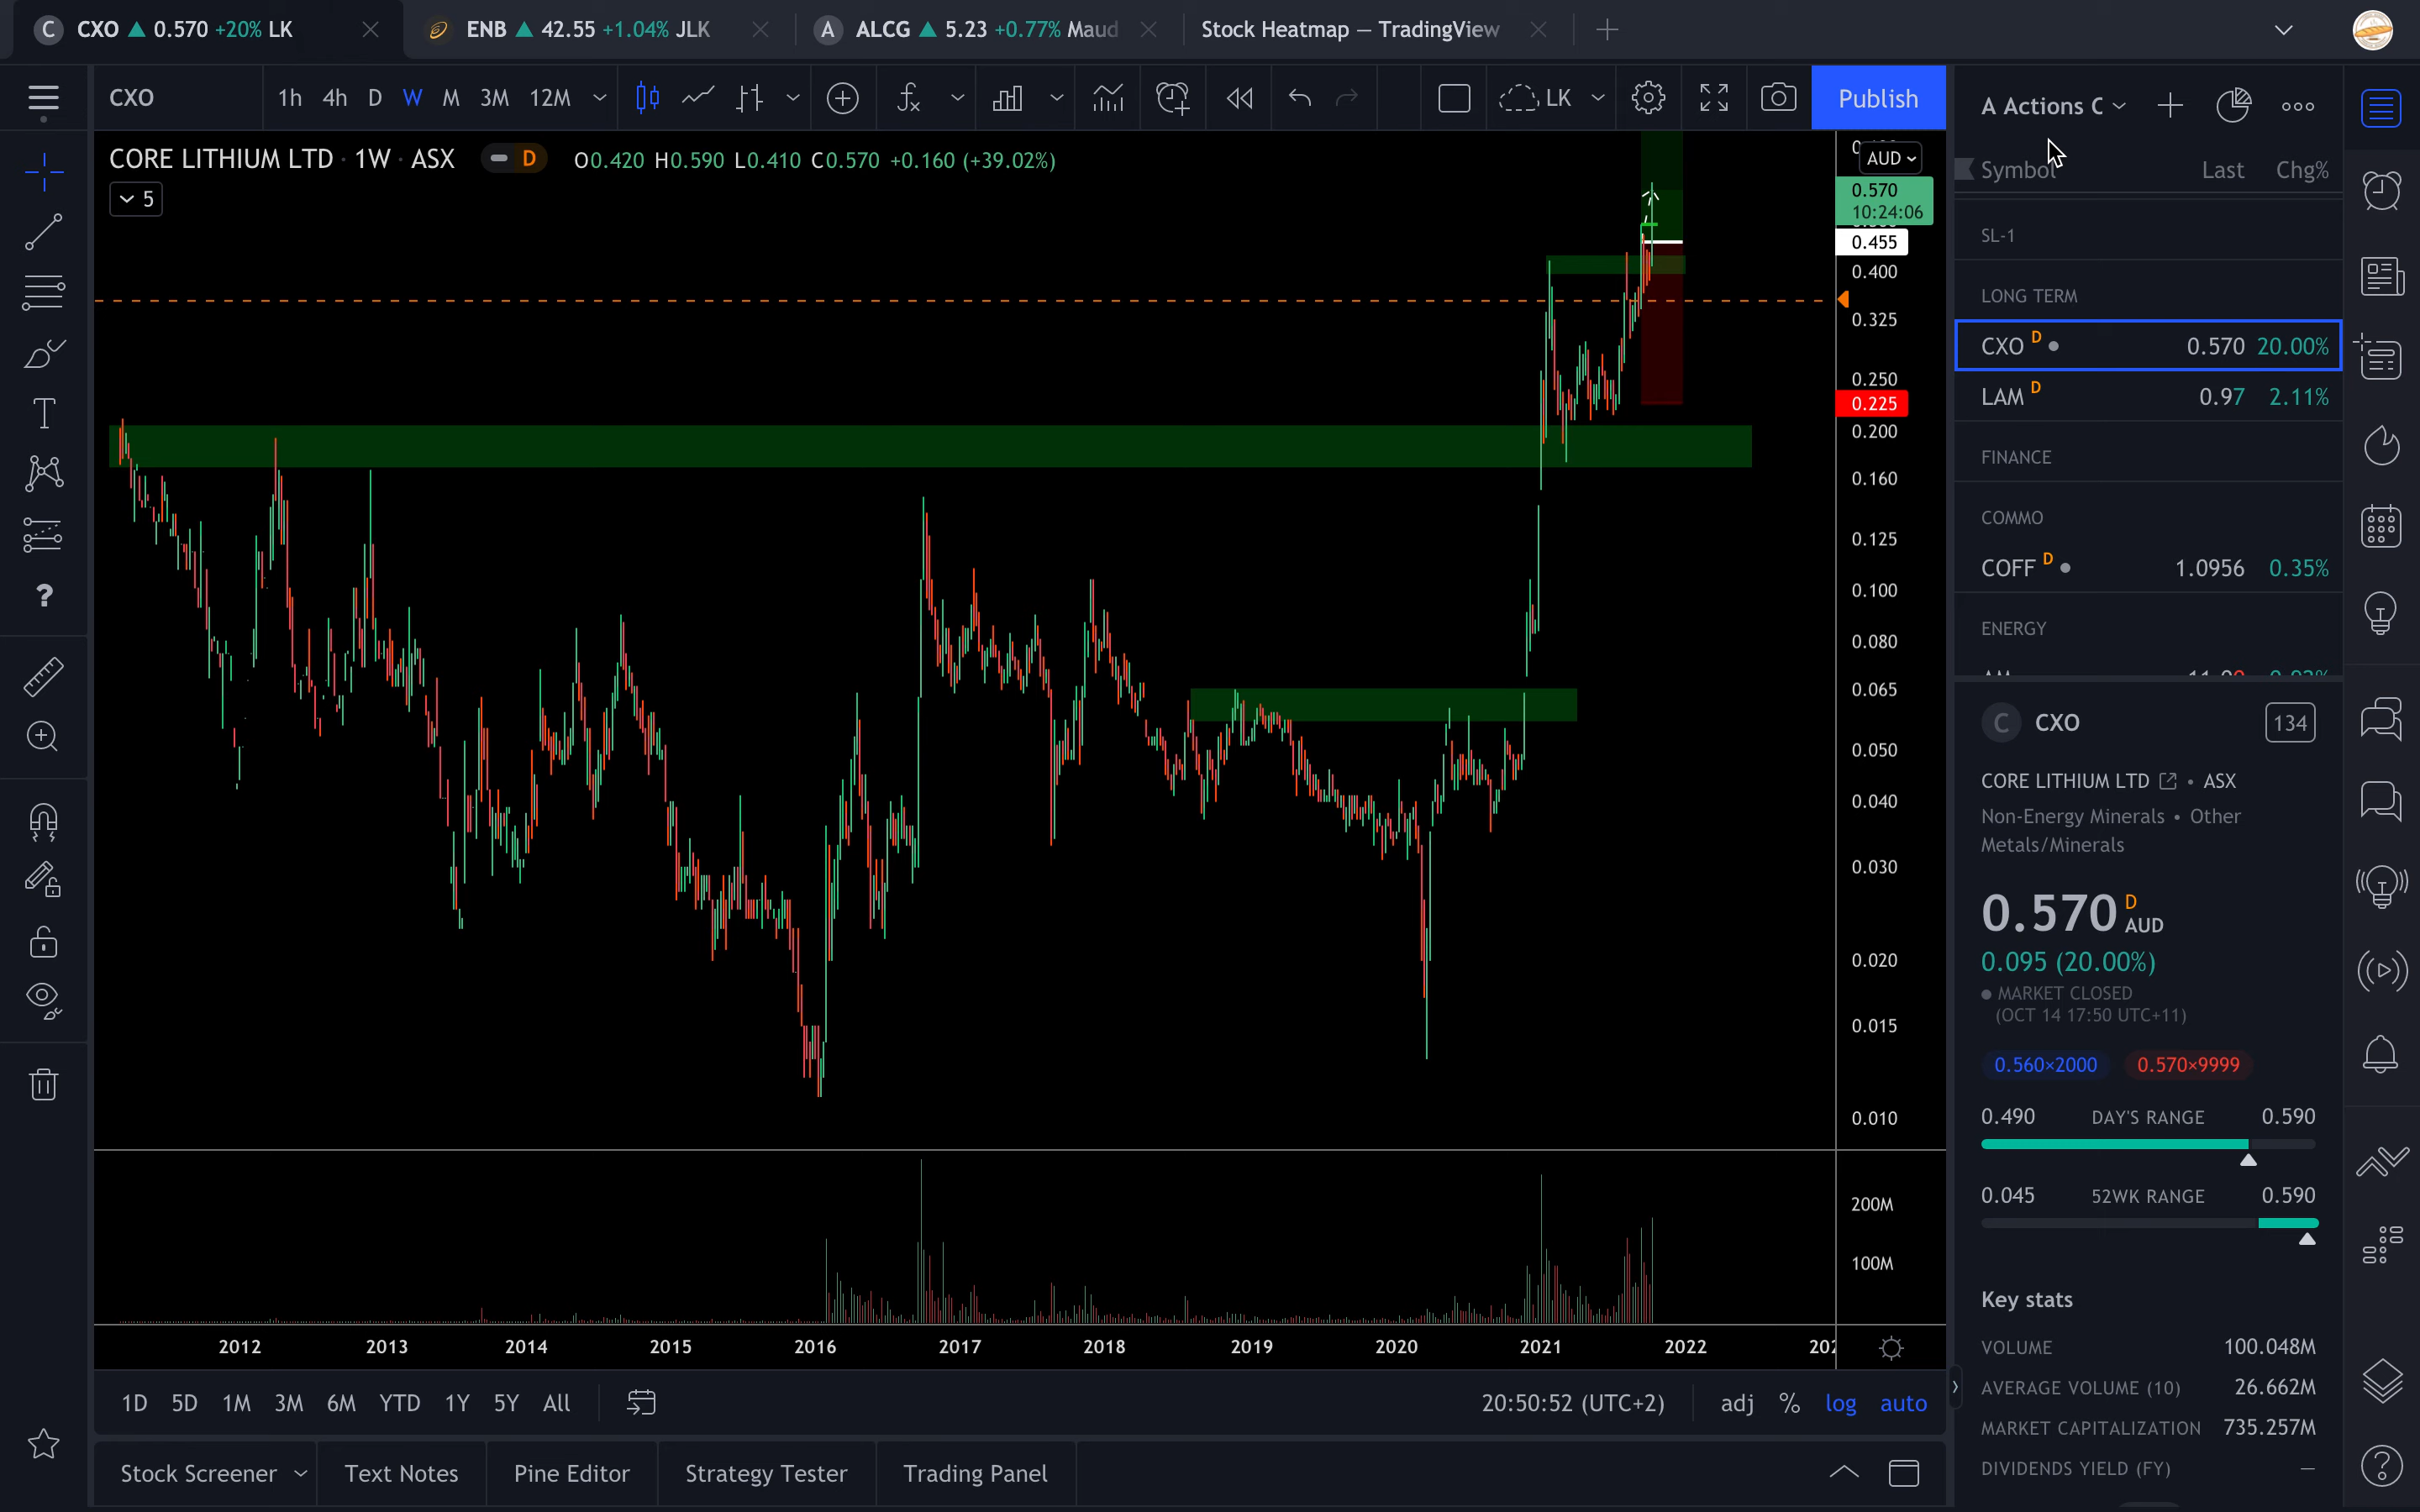 C CXO ▲ 0.570 +20% LK
ENB ▲ 42.55 +1.04% JLK
A ALCG ▲ 5.23 +0.77% Maud
Stock Heatmap — TradingView
CXO 1h 4h D W M 3M 12M
LK
Publish
CORE LITHIUM LTD · 1W · ASX D O0.420 H0.590 L0.410 C0.570 +0.160 (+39.02%)
5
T
?
AUD
0.570
10:24:06
0.455
0.400
0.325
0.250
0.225
0.200
0.160
0.125
0.100
0.080
0.065
0.050
0.040
0.030
0.020
0.015
0.010
200M
100M
2012 2013 2014 2015 2016 2017 2018 2019 2020 2021 2022
1D 5D 1M 3M 6M YTD 1Y 5Y All
20:50:52 (UTC+2) adj % log auto
Stock Screener Text Notes Pine Editor Strategy Tester Trading Panel
A Actions C
Symbol Last Chg%
SL-1
LONG TERM
CXO D 0.570 20.00%
LAM D 0.97 2.11%
FINANCE
COMMO
COFF D 1.0956 0.35%
ENERGY
C CXO 134
CORE LITHIUM LTD • ASX
Non-Energy Minerals • Other
Metals/Minerals
0.570 D AUD
0.095 (20.00%)
MARKET CLOSED
(OCT 14 17:50 UTC+11)
0.560×2000 0.570×9999
0.490 DAY'S RANGE 0.590
0.045 52WK RANGE 0.590
Key stats
VOLUME 100.048M
AVERAGE VOLUME (10) 26.662M
MARKET CAPITALIZATION 735.257M
DIVIDENDS YIELD (FY) —